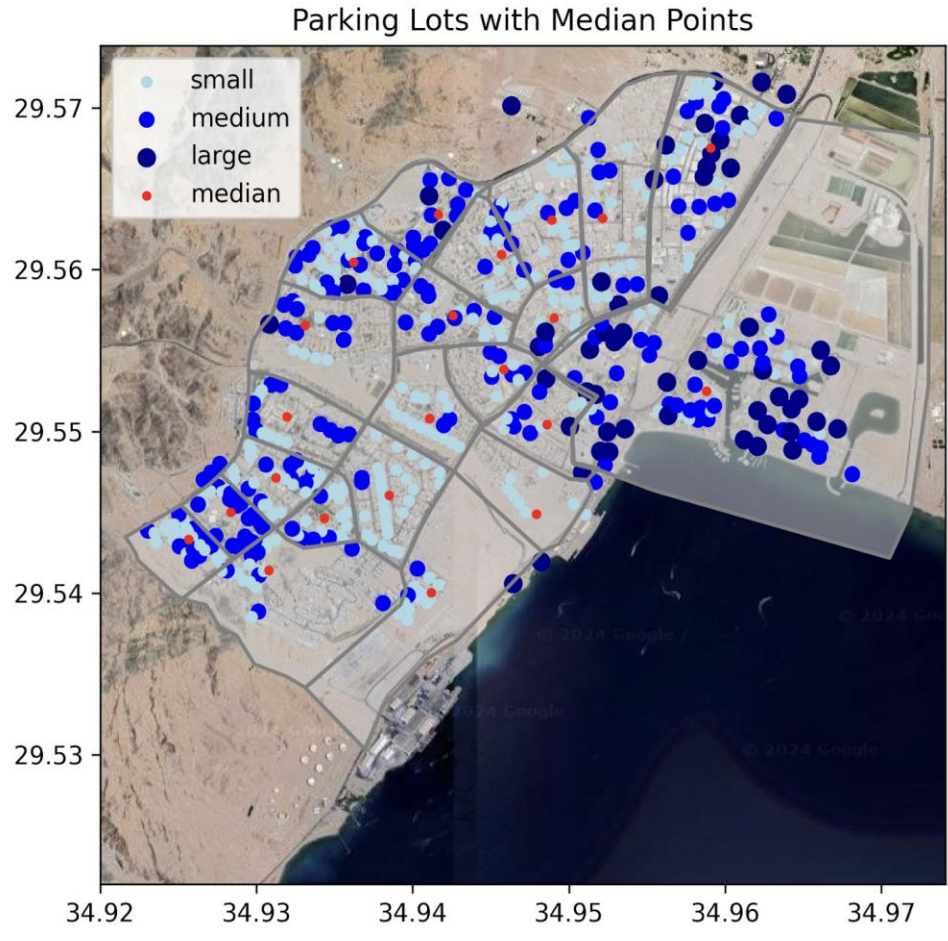 Parking Lots with Median Points
small
medium
large
median
29.57
29.56
29.55
29.54
29.53
34.92
34.93
34.94
34.95
34.96
34.97
© 2024 Google
© 2024 Google
2024 Google
© 2024 Google